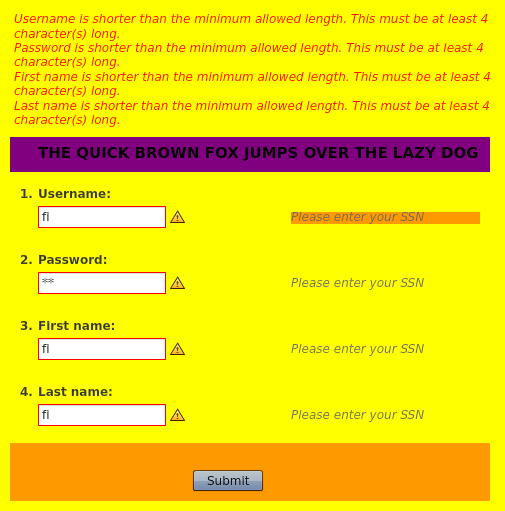 Username is shorter than the minimum allowed length. This must be at least 4
character(s) long.
Password is shorter than the minimum allowed length. This must be at least 4
character(s) long.
First name is shorter than the minimum allowed length. This must be at least 4
character(s) long.
Last name is shorter than the minimum allowed length. This must be at least 4
character(s) long.
THE QUICK BROWN FOX JUMPS OVER THE LAZY DOG
1. Username:
fl Please enter your SSN
2. Password:
** Please enter your SSN
3. First name:
fl Please enter your SSN
4. Last name:
fl Please enter your SSN
Submit